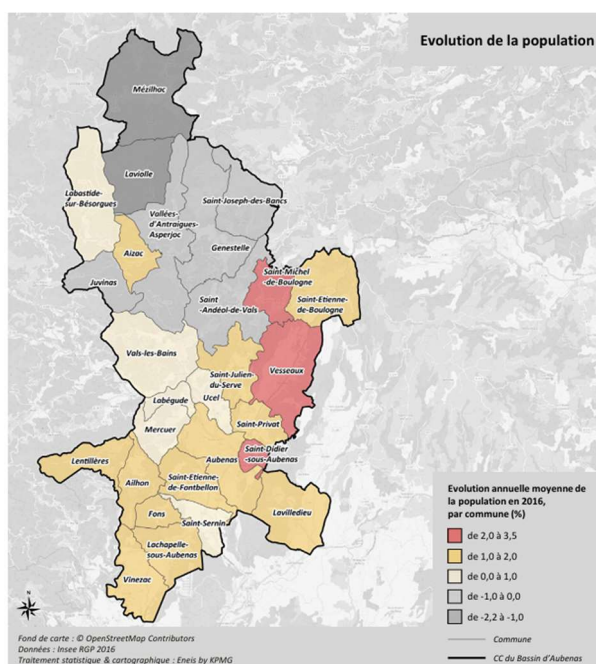 Evolution de la population
Mézilhac
Laviolle
Labastide-
sur-Bésorgues
Saint-Joseph-des-Bancs
Vallées-
d'Antraigues-
Asperjoc
Aizac
Genestelle
Saint-Michel
-de-Boulogne
Juvinas
Saint-Etienne-
de-Boulogne
Saint
-Andéol-de-Vals
Vals-les-Bains
Vesseaux
Saint-Julien-
du-Serve
Labégude
Ucel
Mercuer
Saint-Privat
Saint-Didier
-sous-Aubenas
Lentillères
Aubenas
Ailhon
Saint-Etienne-
de-Fontbellon
Fons
Saint-Sernin
Lavilledieu
Lachapelle-
sous-Aubenas
Vinezac
Evolution annuelle moyenne de
la population en 2016,
par commune (%)
de 2,0 à 3,5
de 1,0 à 2,0
de 0,0 à 1,0
de -1,0 à 0,0
de -2,2 à -1,0
Commune
CC du Bassin d'Aubenas
N
Fond de carte : © OpenStreetMap Contributors
Données : Insee RGP 2016
Traitement statistique & cartographique : Eneis by KPMG